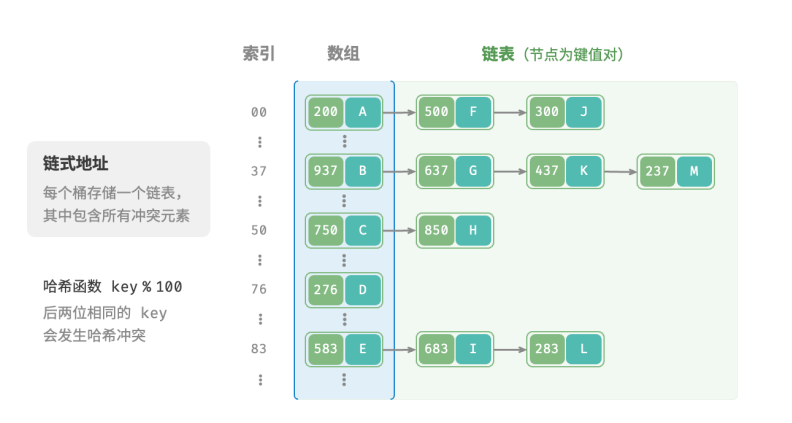 索引 数组 链表（节点为键值对）
00 200 A 500 F 300 J
37 937 B 637 G 437 K 237 M
50 750 C 850 H
76 276 D
83 583 E 683 I 283 L
链式地址
每个桶存储一个链表，
其中包含所有冲突元素
哈希函数 key % 100
后两位相同的 key
会发生哈希冲突